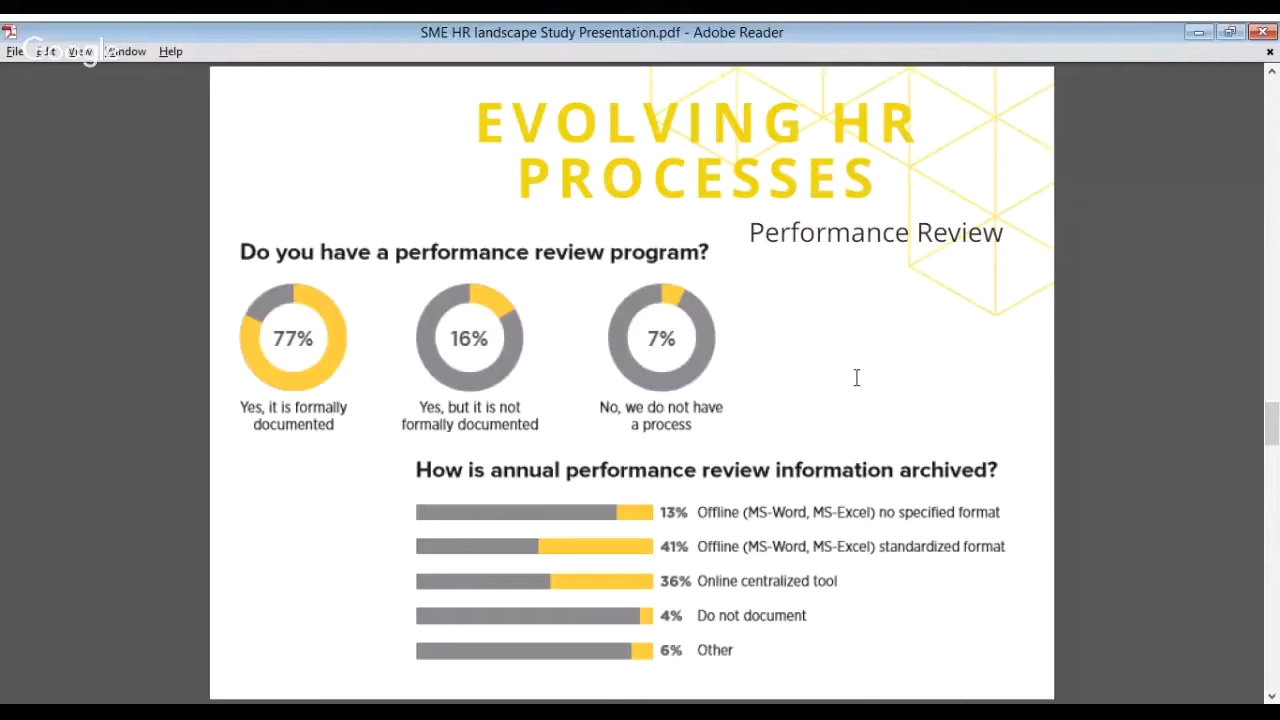 SME HR landscape Study Presentation.pdf - Adobe Reader
File Edit View Window Help
Google
EVOLVING HR
PROCESSES
Performance Review
Do you have a performance review program?
77%
16%
7%
Yes, it is formally
documented
Yes, but it is not
formally documented
No, we do not have
a process
How is annual performance review information archived?
13% Offline (MS-Word, MS-Excel) no specified format
41% Offline (MS-Word, MS-Excel) standardized format
36% Online centralized tool
4% Do not document
6% Other